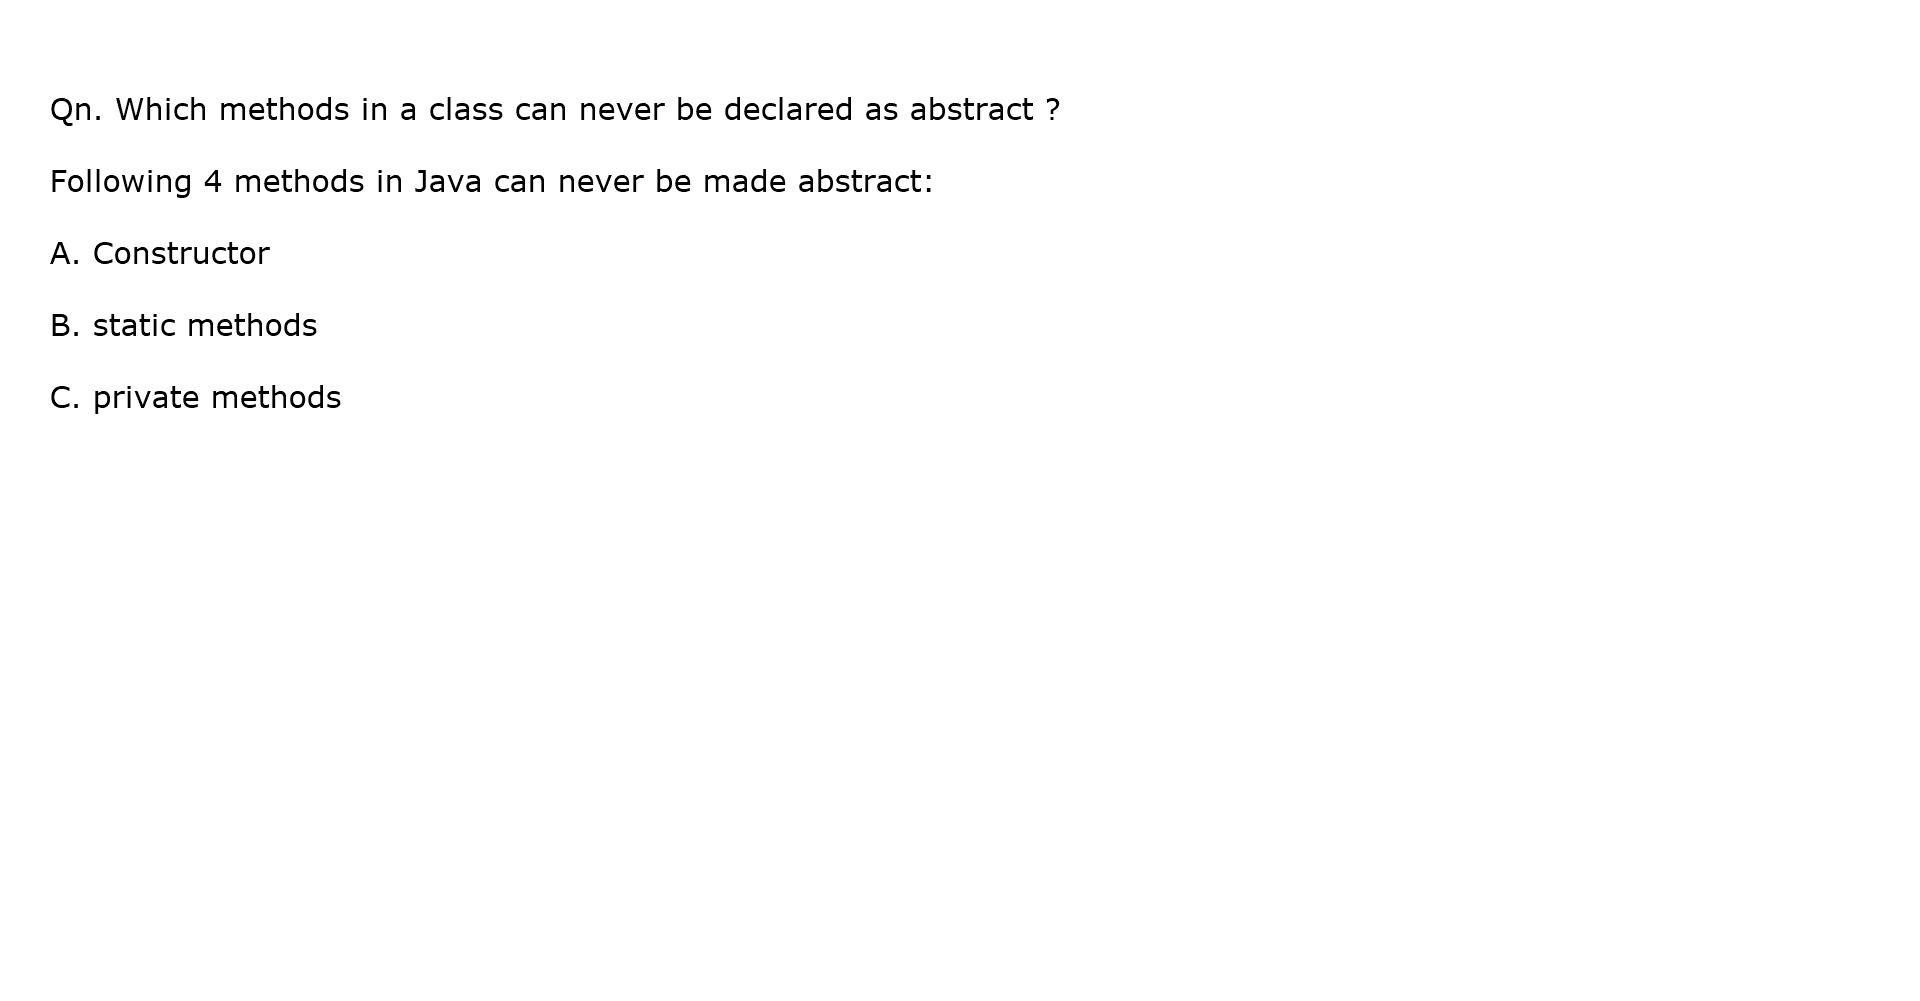 Qn. Which methods in a class can never be declared as abstract ?
Following 4 methods in Java can never be made abstract:
A. Constructor
B. static methods
C. private methods